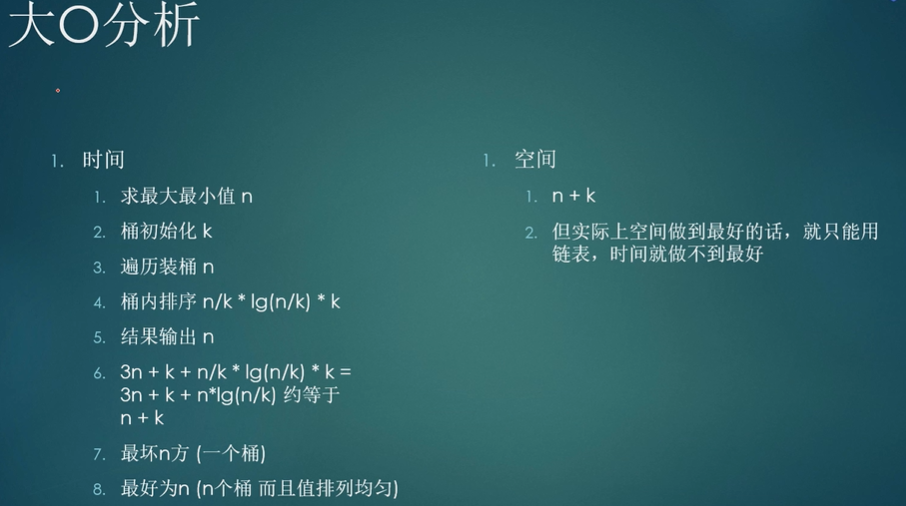 大O分析
1. 时间
1. 求最大最小值 n
2. 桶初始化 k
3. 遍历装桶 n
4. 桶内排序 n/k * lg(n/k) * k
5. 结果输出 n
6. 3n + k + n/k * lg(n/k) * k =
3n + k + n*lg(n/k) 约等于
n + k
7. 最坏n方 (一个桶)
8. 最好为n (n个桶 而且值排列均匀)
1. 空间
1. n + k
2. 但实际上空间做到最好的话，就只能用
链表，时间就做不到最好